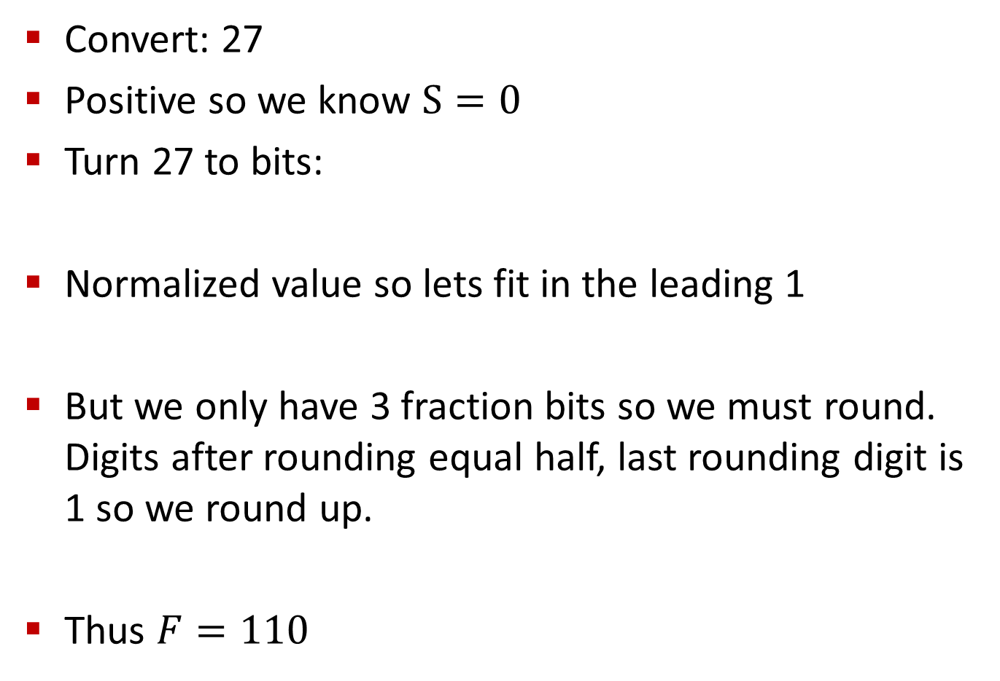 ▪ Convert: 27
▪ Positive so we know S = 0
▪ Turn 27 to bits:
▪ Normalized value so lets fit in the leading 1
▪ But we only have 3 fraction bits so we must round.
Digits after rounding equal half, last rounding digit is
1 so we round up.
▪ Thus F = 110